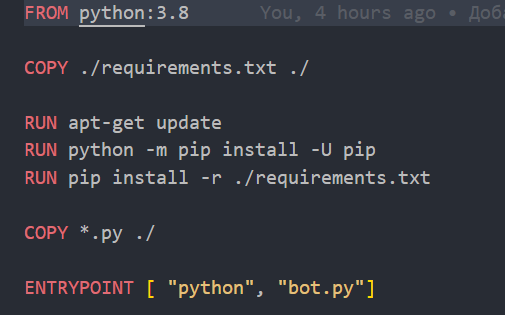 FROM python:3.8 You, 4 hours ago • Доба
COPY ./requirements.txt ./
RUN apt-get update
RUN python -m pip install -U pip
RUN pip install -r ./requirements.txt
COPY *.py ./
ENTRYPOINT [ "python", "bot.py"]